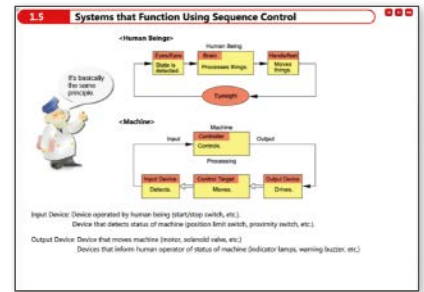 1.5 Systems that Function Using Sequence Control
<Human Beings>
Human Being
Eyes/Ears
State is
detected.
Brain
Processes things.
Hands/feet
Moves
things.
Eyesight
It's basically
the same
principle.
<Machine>
Machine
Input
Controller
Controls.
Output
Processing
Input Device
Detects.
Control Target
Moves.
Output Device
Drives.
Input Device: Device operated by human being (start/stop switch, etc.).
Device that detects status of machine (position limit switch, proximity switch, etc.).
Output Device: Device that moves machine (motor, solenoid valve, etc.)
Devices that inform human operator of status of machine (indicator lamps, warning buzzer, etc.)